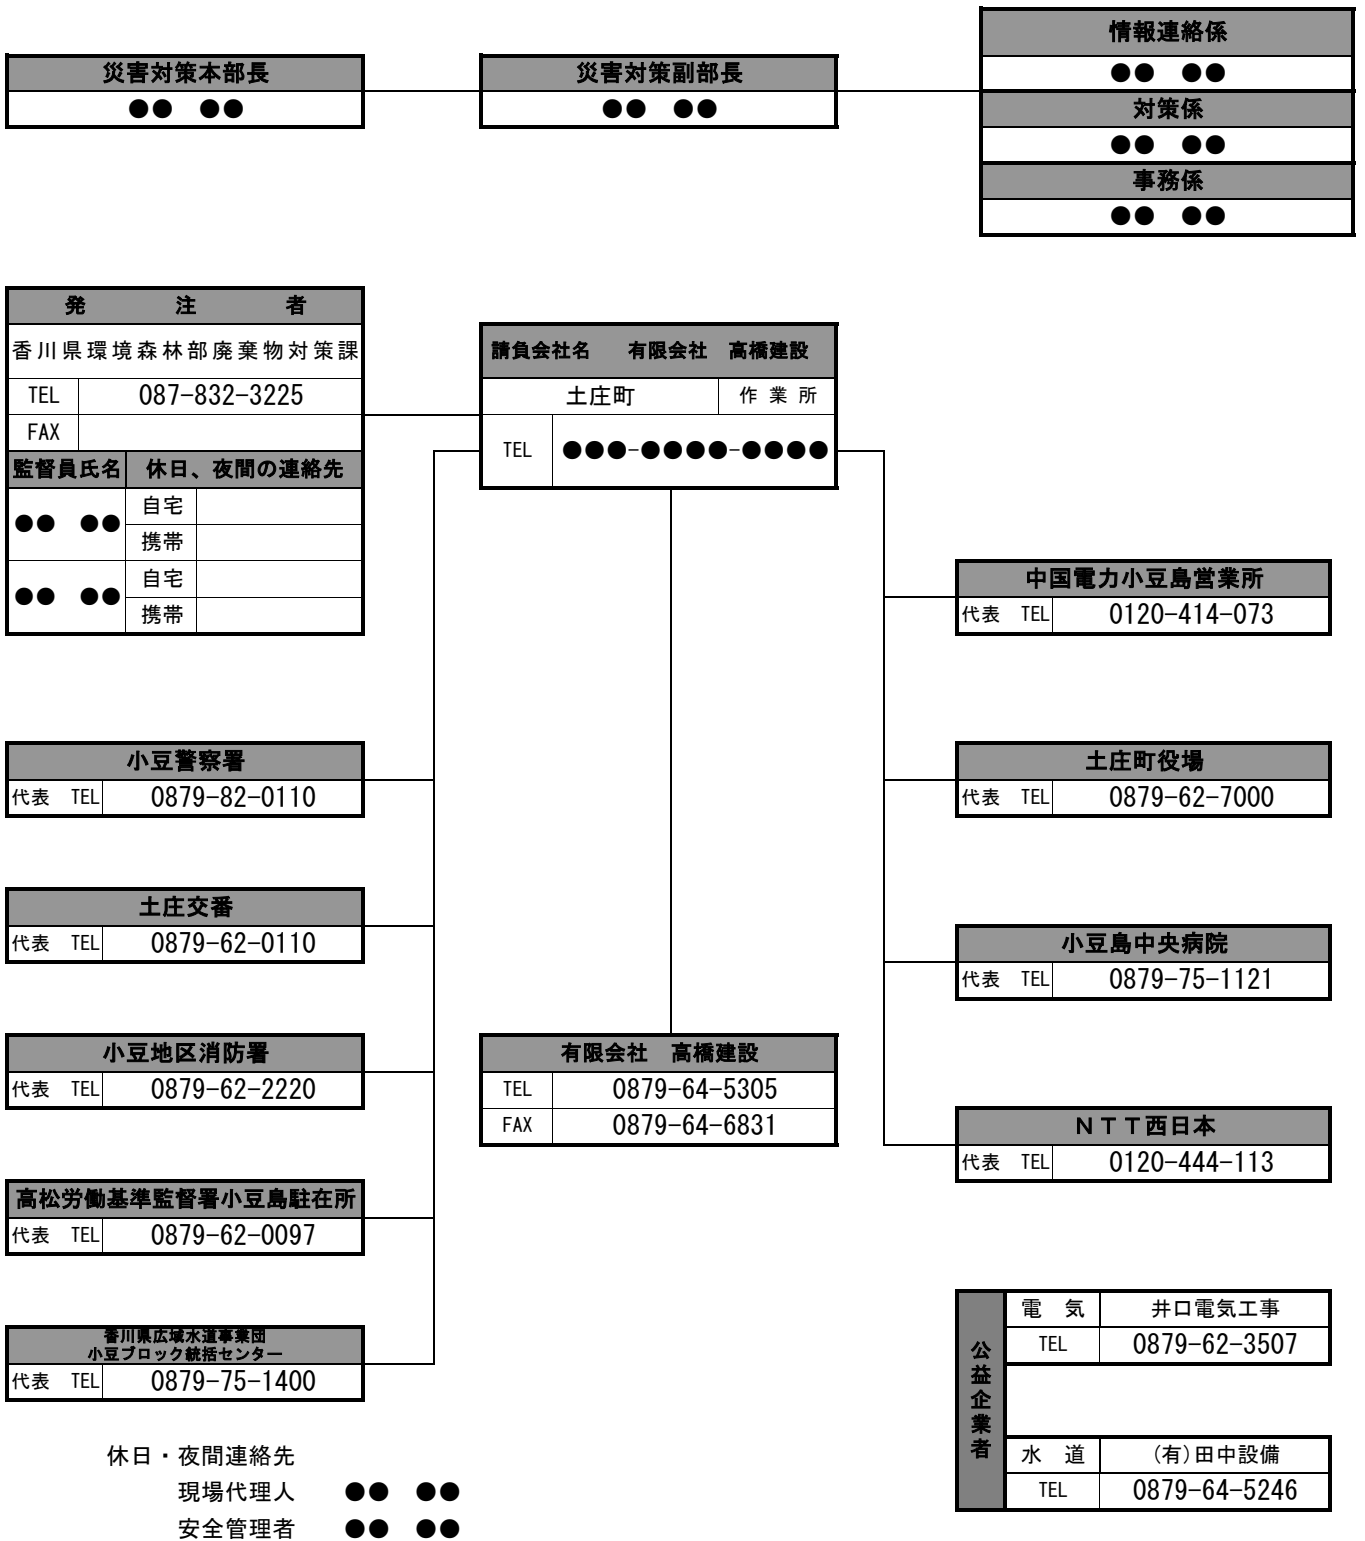 災害対策本部長
●●　●●
災害対策副部長
●●　●●
情報連絡係
●●　●●
対策係
●●　●●
事務係
●●　●●
発　注　者
香川県環境森林部廃棄物対策課
TEL 087-832-3225
FAX
監督員氏名 休日、夜間の連絡先
●●　●● 自宅
携帯
●●　●● 自宅
携帯
請負会社名　有限会社　高橋建設
土庄町 作業所
TEL ●●●-●●●●-●●●●
小豆警察署
代表　TEL 0879-82-0110
土庄交番
代表　TEL 0879-62-0110
小豆地区消防署
代表　TEL 0879-62-2220
高松労働基準監督署小豆島駐在所
代表　TEL 0879-62-0097
香川県広域水道事業団
小豆ブロック統括センター
代表　TEL 0879-75-1400
有限会社　高橋建設
TEL 0879-64-5305
FAX 0879-64-6831
中国電力小豆島営業所
代表　TEL 0120-414-073
土庄町役場
代表　TEL 0879-62-7000
小豆島中央病院
代表　TEL 0879-75-1121
ＮＴＴ西日本
代表　TEL 0120-444-113
公益企業者
電　気 井口電気工事
TEL 0879-62-3507
水　道 (有)田中設備
TEL 0879-64-5246
休日・夜間連絡先
現場代理人　●●　●●
安全管理者　●●　●●